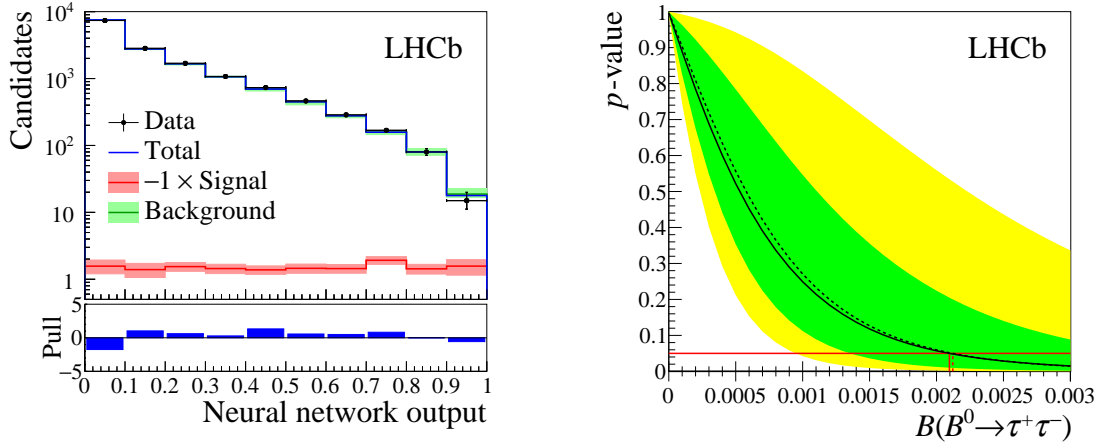 10⁴
10³
10²
10
1
Candidates
LHCb
Data
Total
−1 × Signal
Background
5
0
−5
Pull
0 0.1 0.2 0.3 0.4 0.5 0.6 0.7 0.8 0.9 1
Neural network output
1
0.9
0.8
0.7
0.6
0.5
0.4
0.3
0.2
0.1
0
p-value
LHCb
0 0.0005 0.001 0.0015 0.002 0.0025 0.003
B(B⁰→τ⁺τ⁻)